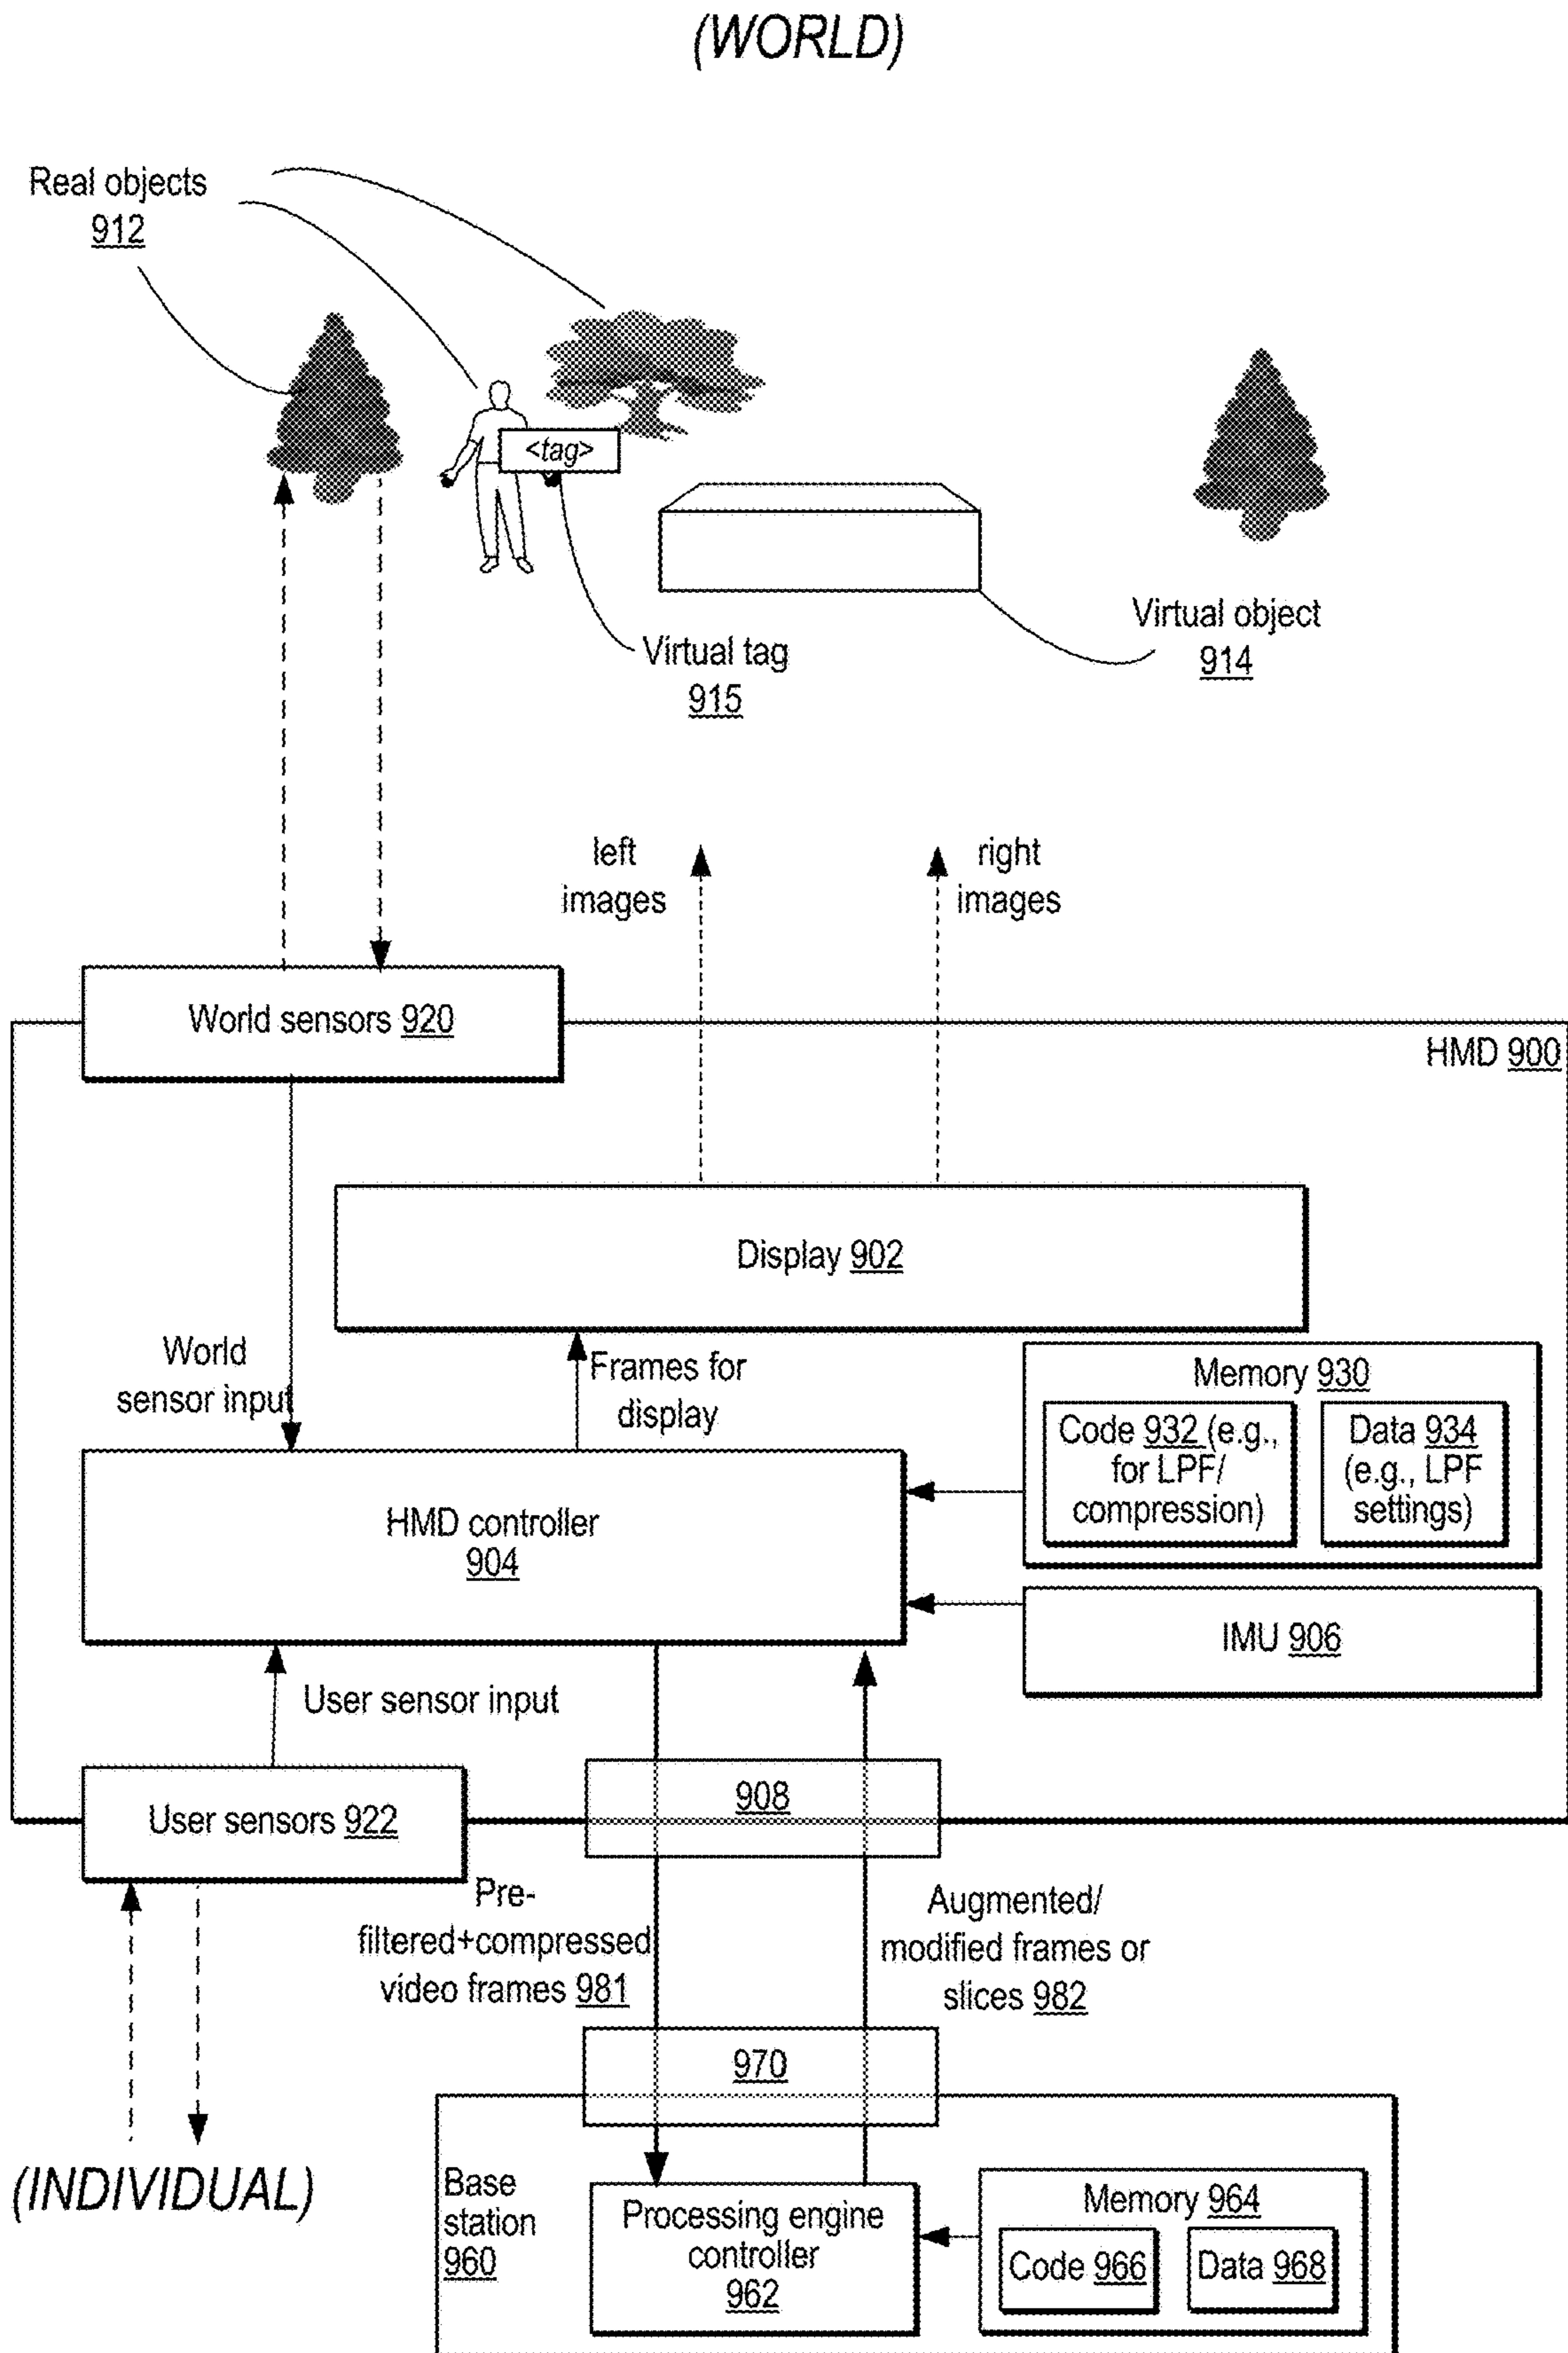 (WORLD)
Real objects
912
<tag>
Virtual object
914
Virtual tag
915
left
images
right
images
World sensors 920
HMD 900
Display 902
World
sensor input
Frames for
display
Memory 930
Code 932 (e.g.,
for LPF/
compression)
Data 934
(e.g., LPF
settings)
HMD controller
904
IMU 906
User sensor input
908
User sensors 922
Pre-
filtered+compressed
video frames 981
Augmented/
modified frames or
slices 982
970
(INDIVIDUAL)
Base
station
960
Processing engine
controller
962
Memory 964
Code 966
Data 968